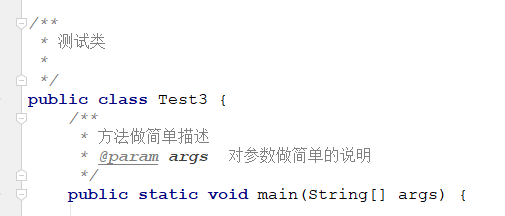 /**
 * 测试类
 *
 */
public class Test3 {
    /**
     * 方法做简单描述
     * @param args  对参数做简单的说明
     */
    public static void main(String[] args) {